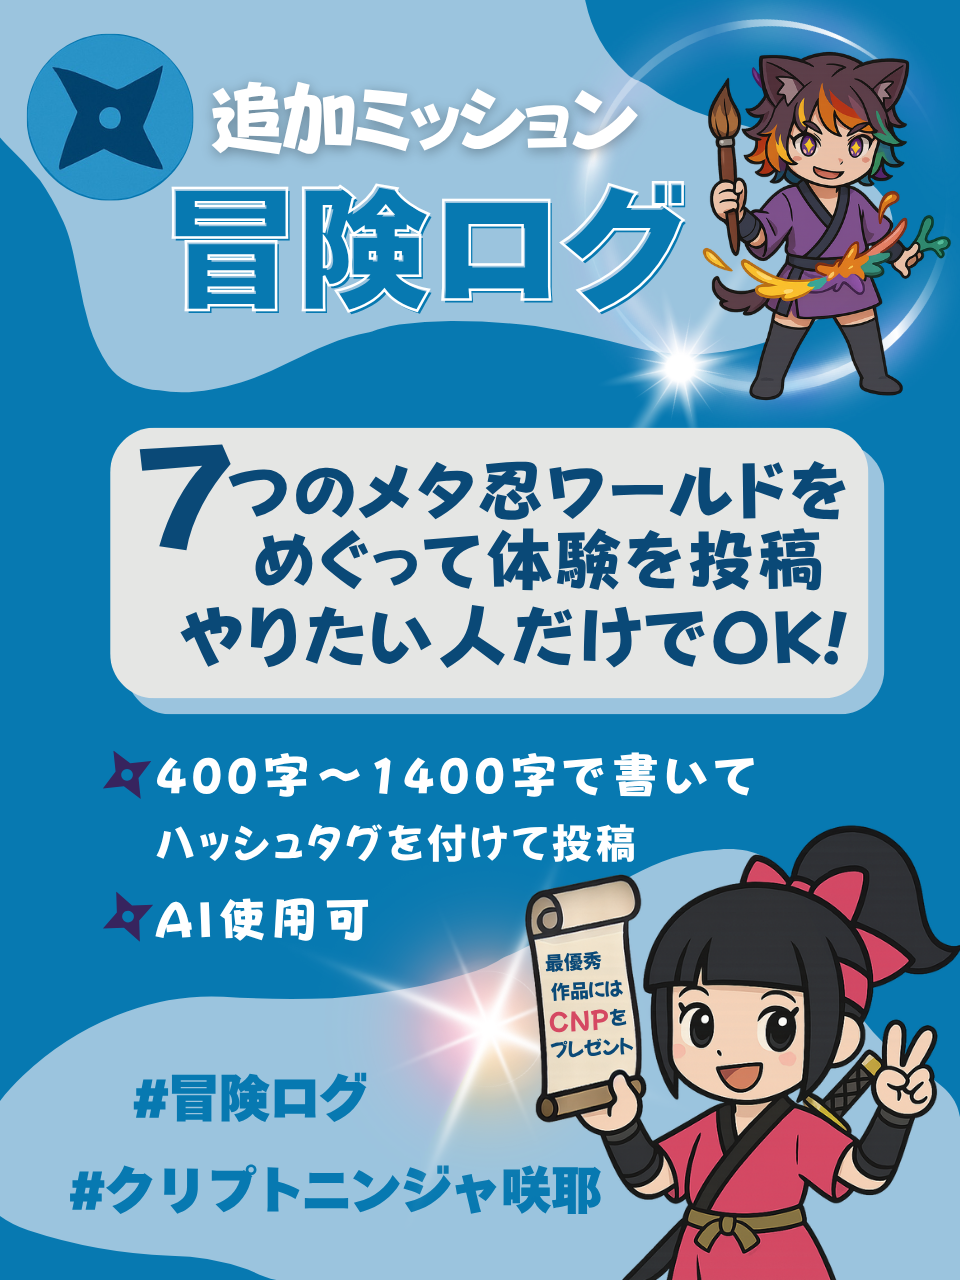 追加ミッション
冒険ログ
7つのメタ忍ワールドを
めぐって体験を投稿
やりたい人だけでOK!
400字〜1400字で書いて
ハッシュタグを付けて投稿
AI使用可
最優秀
作品には
CNPを
プレゼント
#冒険ログ
#クリプトニンジャ咲耶